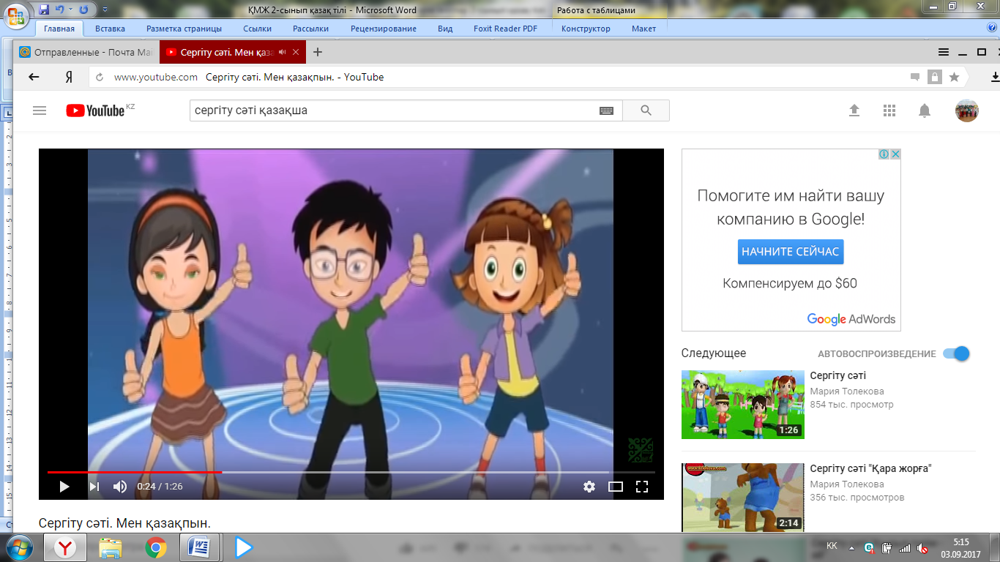 ҚМЖ 2-сынып қазақ тілі - Microsoft Word
Работа с таблицами
Главная Вставка Разметка страницы Ссылки Рассылки Рецензирование Вид Foxit Reader PDF Конструктор Макет
Отправленные - Почта Mai
Сергіту сәті. Мен қаза
www.youtube.com Сергіту сәті. Мен қазақпын. - YouTube
YouTube KZ
сергіту сәті қазақша
Помогите им найти вашу
компанию в Google!
НАЧНИТЕ СЕЙЧАС
Компенсируем до $60
Google AdWords
Следующее
АВТОВОСПРОИЗВЕДЕНИЕ
Сергіту сәті
Мария Толекова
854 тыс. просмотр
1:26
Сергіту сәті "Қара жорға"
Мария Толекова
356 тыс. просмотров
2:14
0:24 / 1:26
Сергіту сәті. Мен қазақпын.
KK
5:15
03.09.2017